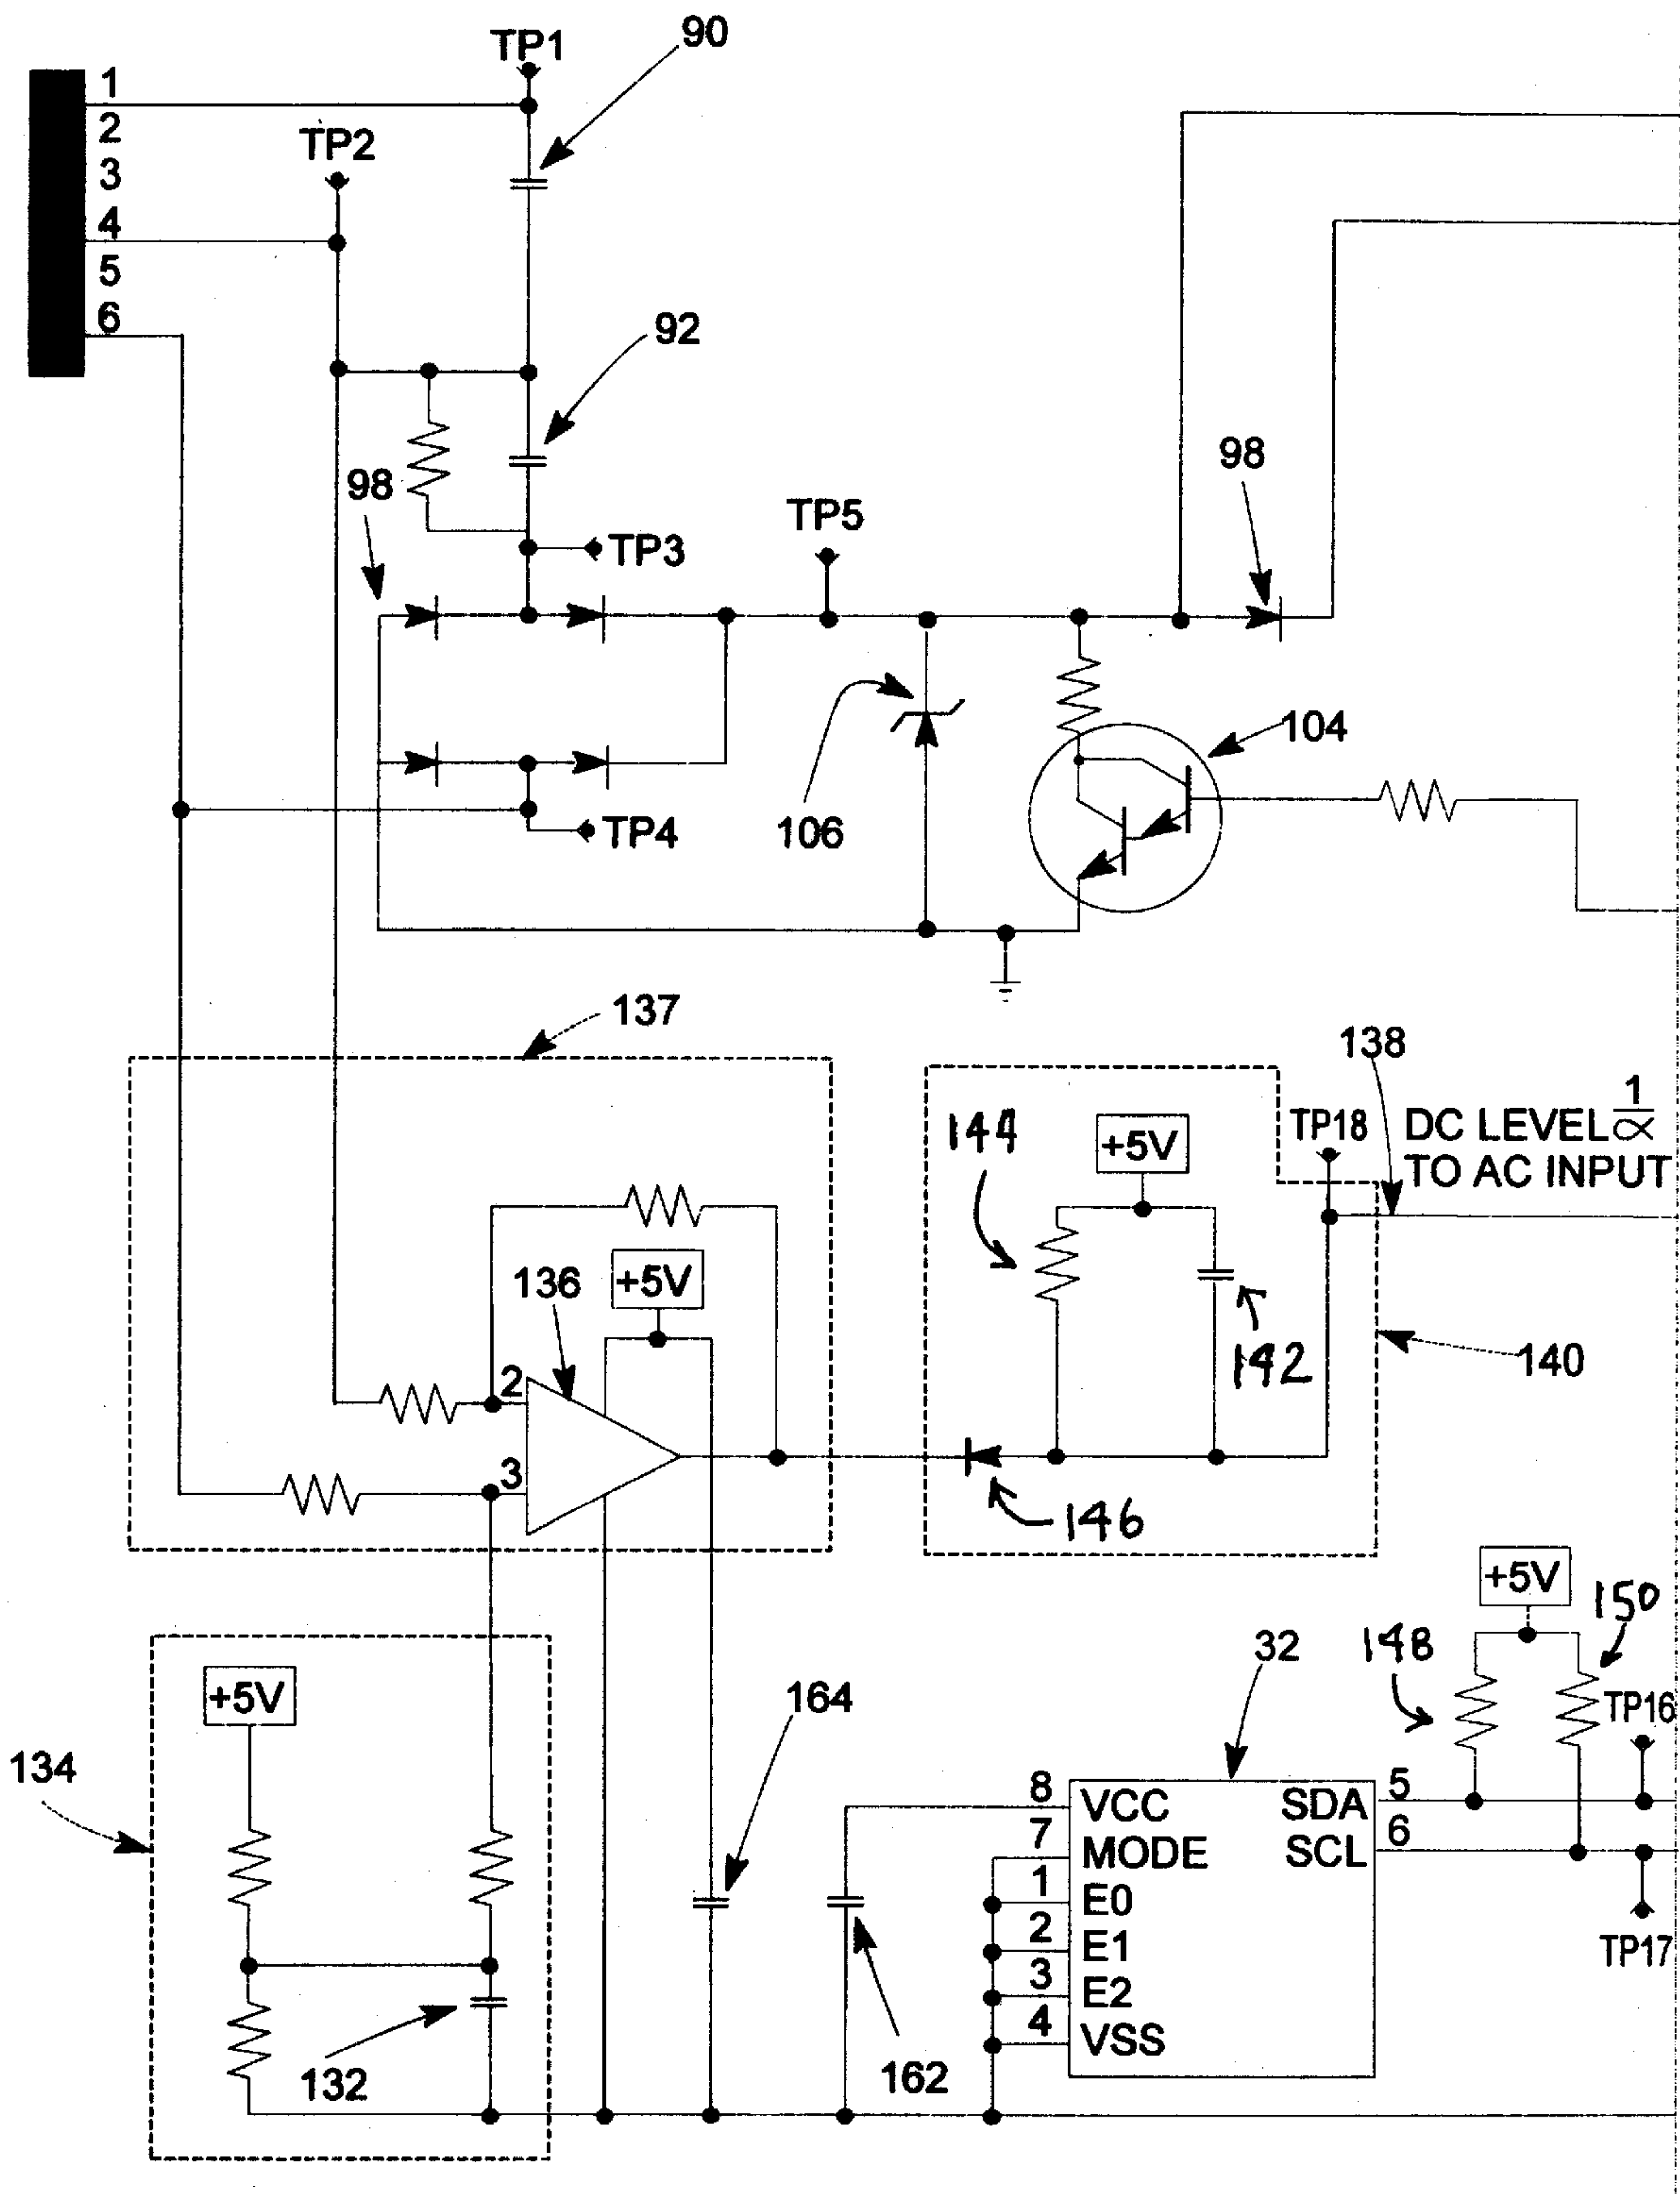 TP1
90
1
2
3
4
5
6
TP2
92
98
TP3
TP5
98
104
106
TP4
137
138
144
+5V
TP18
DC LEVEL 1/∝
TO AC INPUT
136
+5V
2
3
142
140
146
+5V
150
148
32
TP16
134
+5V
164
8
7
1
2
3
4
VCC
MODE
E0
E1
E2
VSS
SDA
SCL
5
6
TP17
132
162